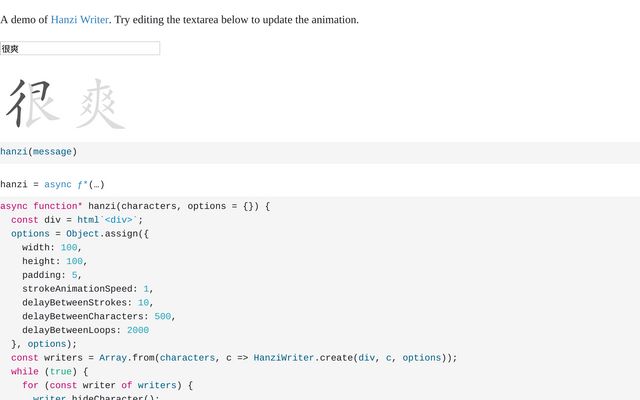 A demo of Hanzi Writer. Try editing the textarea below to update the animation.
很爽
很爽
hanzi(message)
hanzi = async ƒ*(…)
async function* hanzi(characters, options = {}) {
  const div = html`<div>`;
  options = Object.assign({
    width: 100,
    height: 100,
    padding: 5,
    strokeAnimationSpeed: 1,
    delayBetweenStrokes: 10,
    delayBetweenCharacters: 500,
    delayBetweenLoops: 2000
  }, options);
  const writers = Array.from(characters, c => HanziWriter.create(div, c, options));
  while (true) {
    for (const writer of writers) {
      writer.hideCharacter();